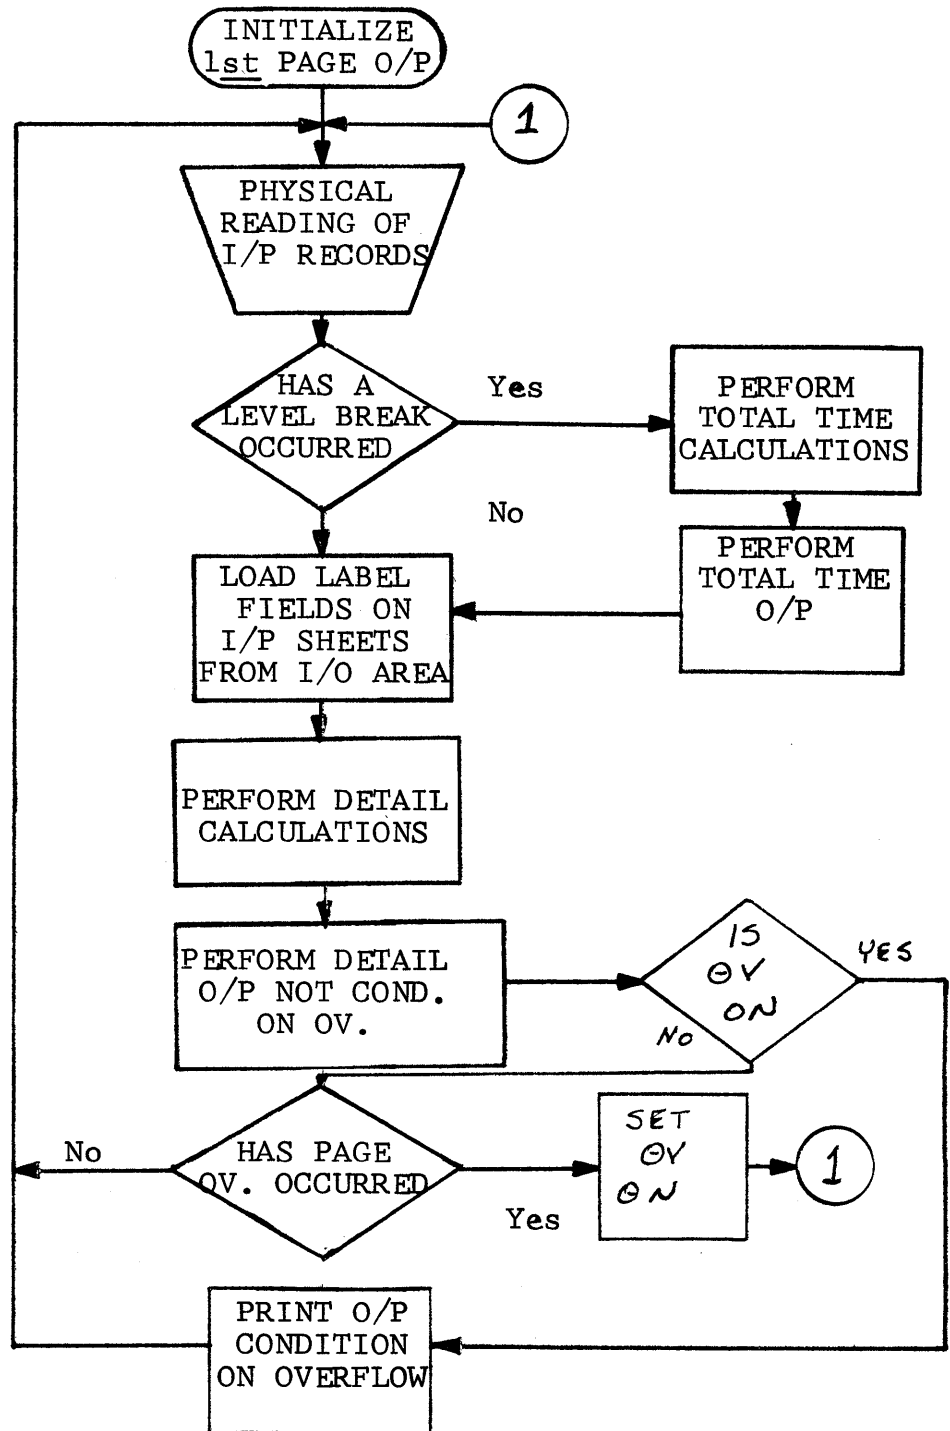 INITIALIZE
1st PAGE O/P
1
PHYSICAL
READING OF
I/P RECORDS
HAS A
LEVEL BREAK
OCCURRED
Yes
PERFORM
TOTAL TIME
CALCULATIONS
No
PERFORM
TOTAL TIME
O/P
LOAD LABEL
FIELDS ON
I/P SHEETS
FROM I/O AREA
PERFORM DETAIL
CALCULATIONS
PERFORM DETAIL
O/P NOT COND.
ON OV.
IS
OV
ON
YES
No
HAS PAGE
OV. OCCURRED
No
Yes
SET
OV
ON
1
PRINT O/P
CONDITION
ON OVERFLOW